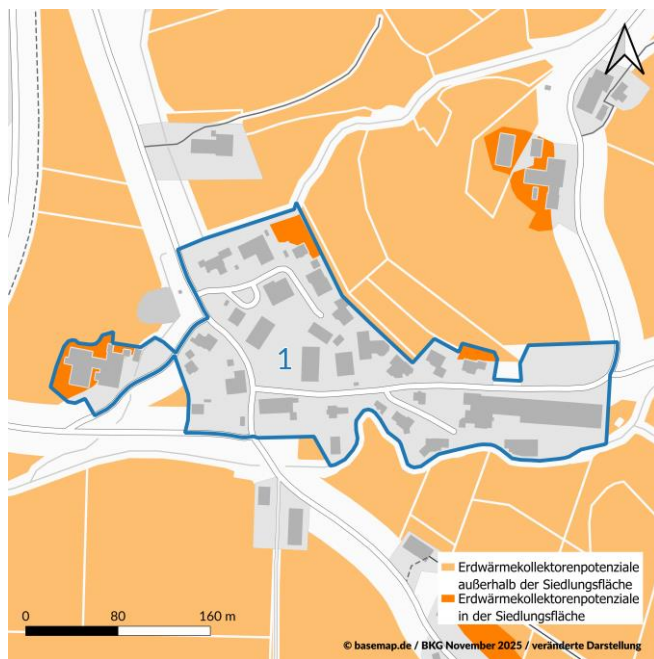 1
Erdwärmekollektorenpotenziale
außerhalb der Siedlungsfläche
Erdwärmekollektorenpotenziale
in der Siedlungsfläche
0 80 160 m
© basemap.de / BKG November 2025 / veränderte Darstellung